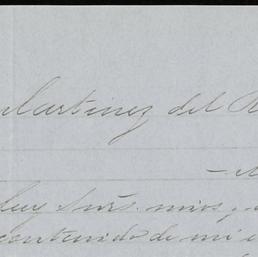 Martinez del
muy Sres. mios,
contenido de mi